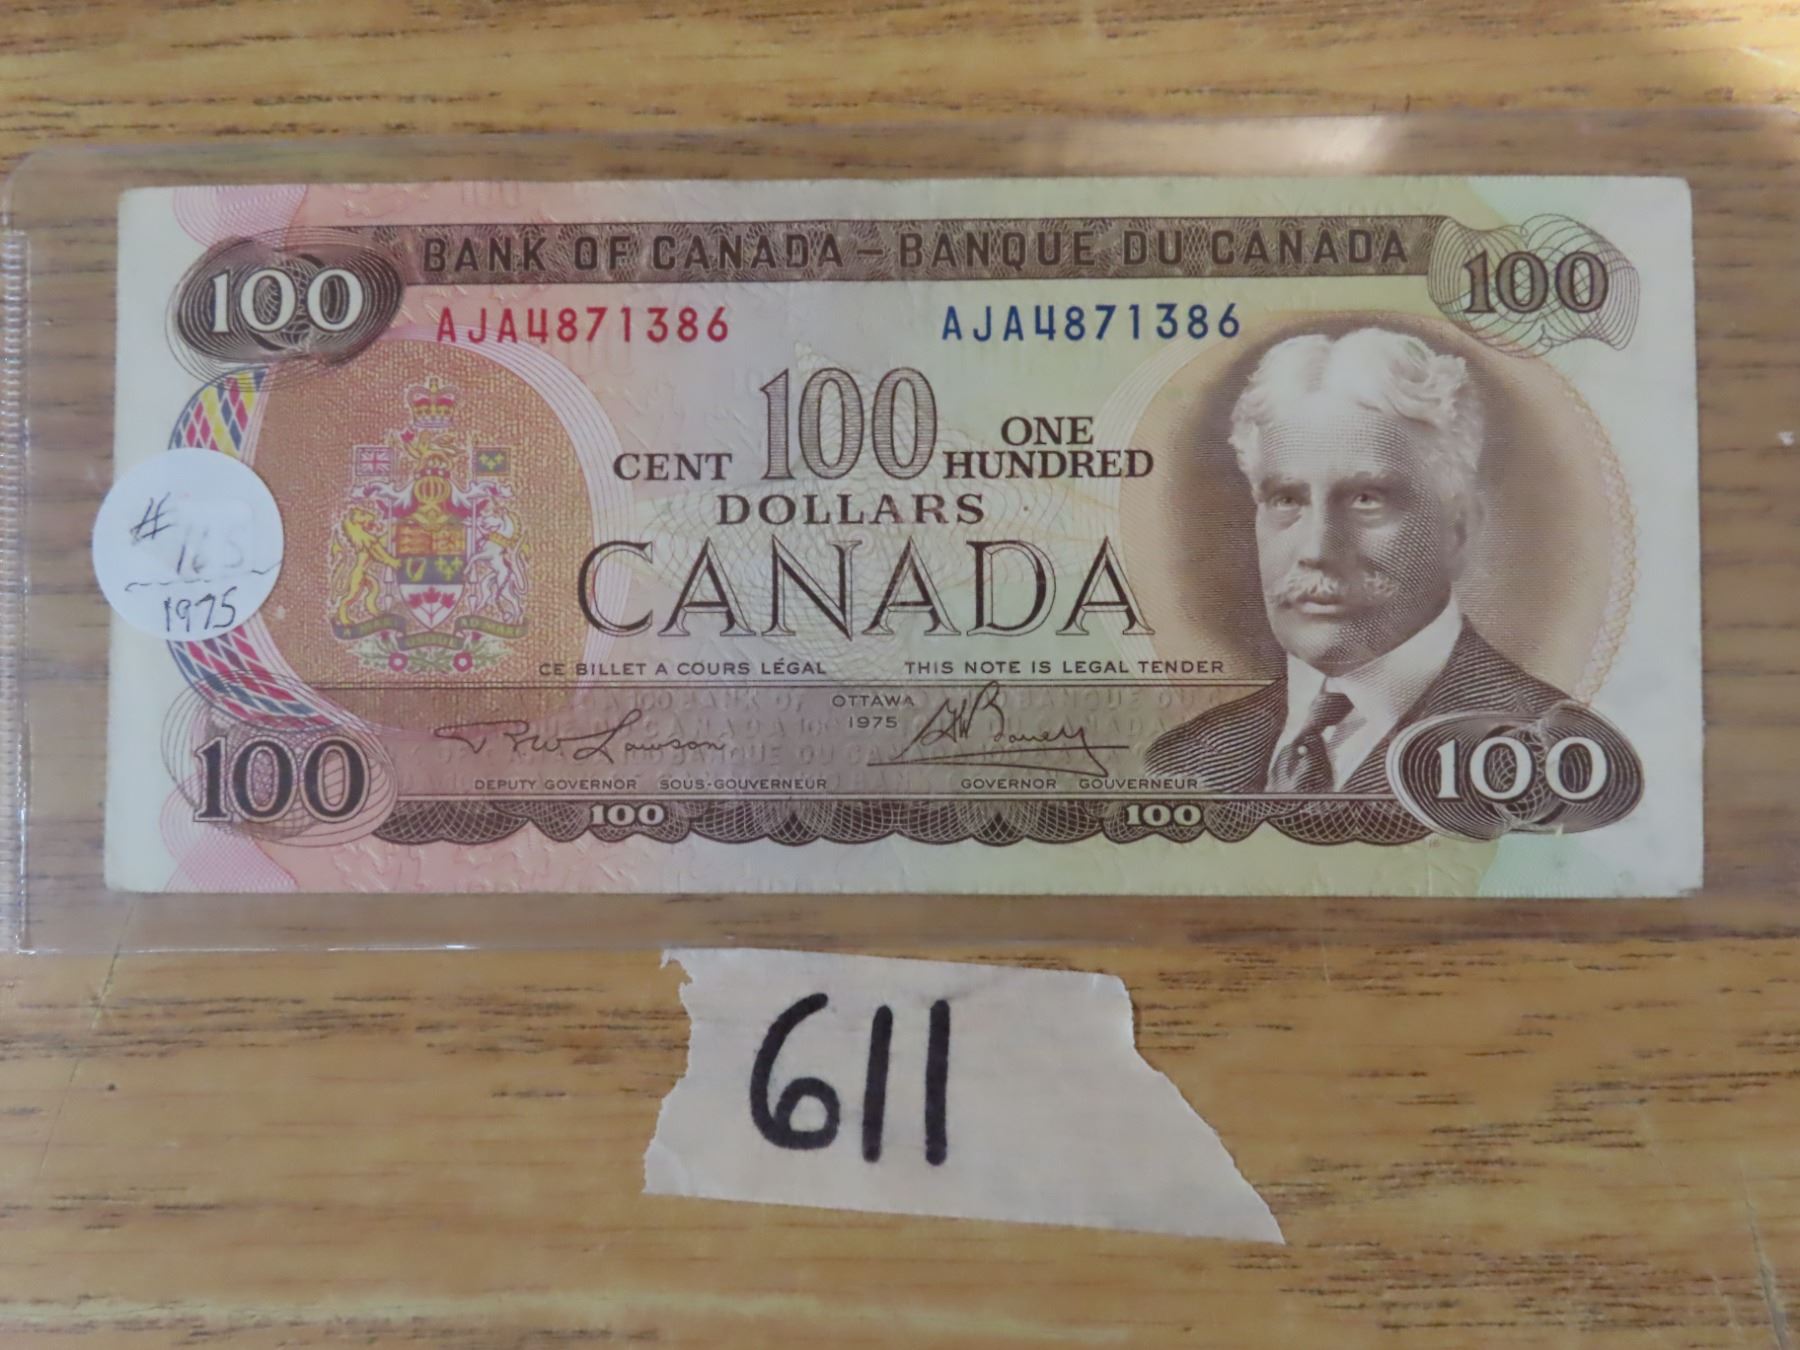 BANK OF CANADA – BANQUE DU CANADA
100
100
AJA4871386
AJA4871386
100
CENT
ONE HUNDRED
DOLLARS
CANADA
CE BILLET A COURS LÉGAL
THIS NOTE IS LEGAL TENDER
OTTAWA
1975
DEPUTY GOVERNOR SOUS-GOUVERNEUR
GOVERNOR GOUVERNEUR
100
100
100
100
#
165
1975
611